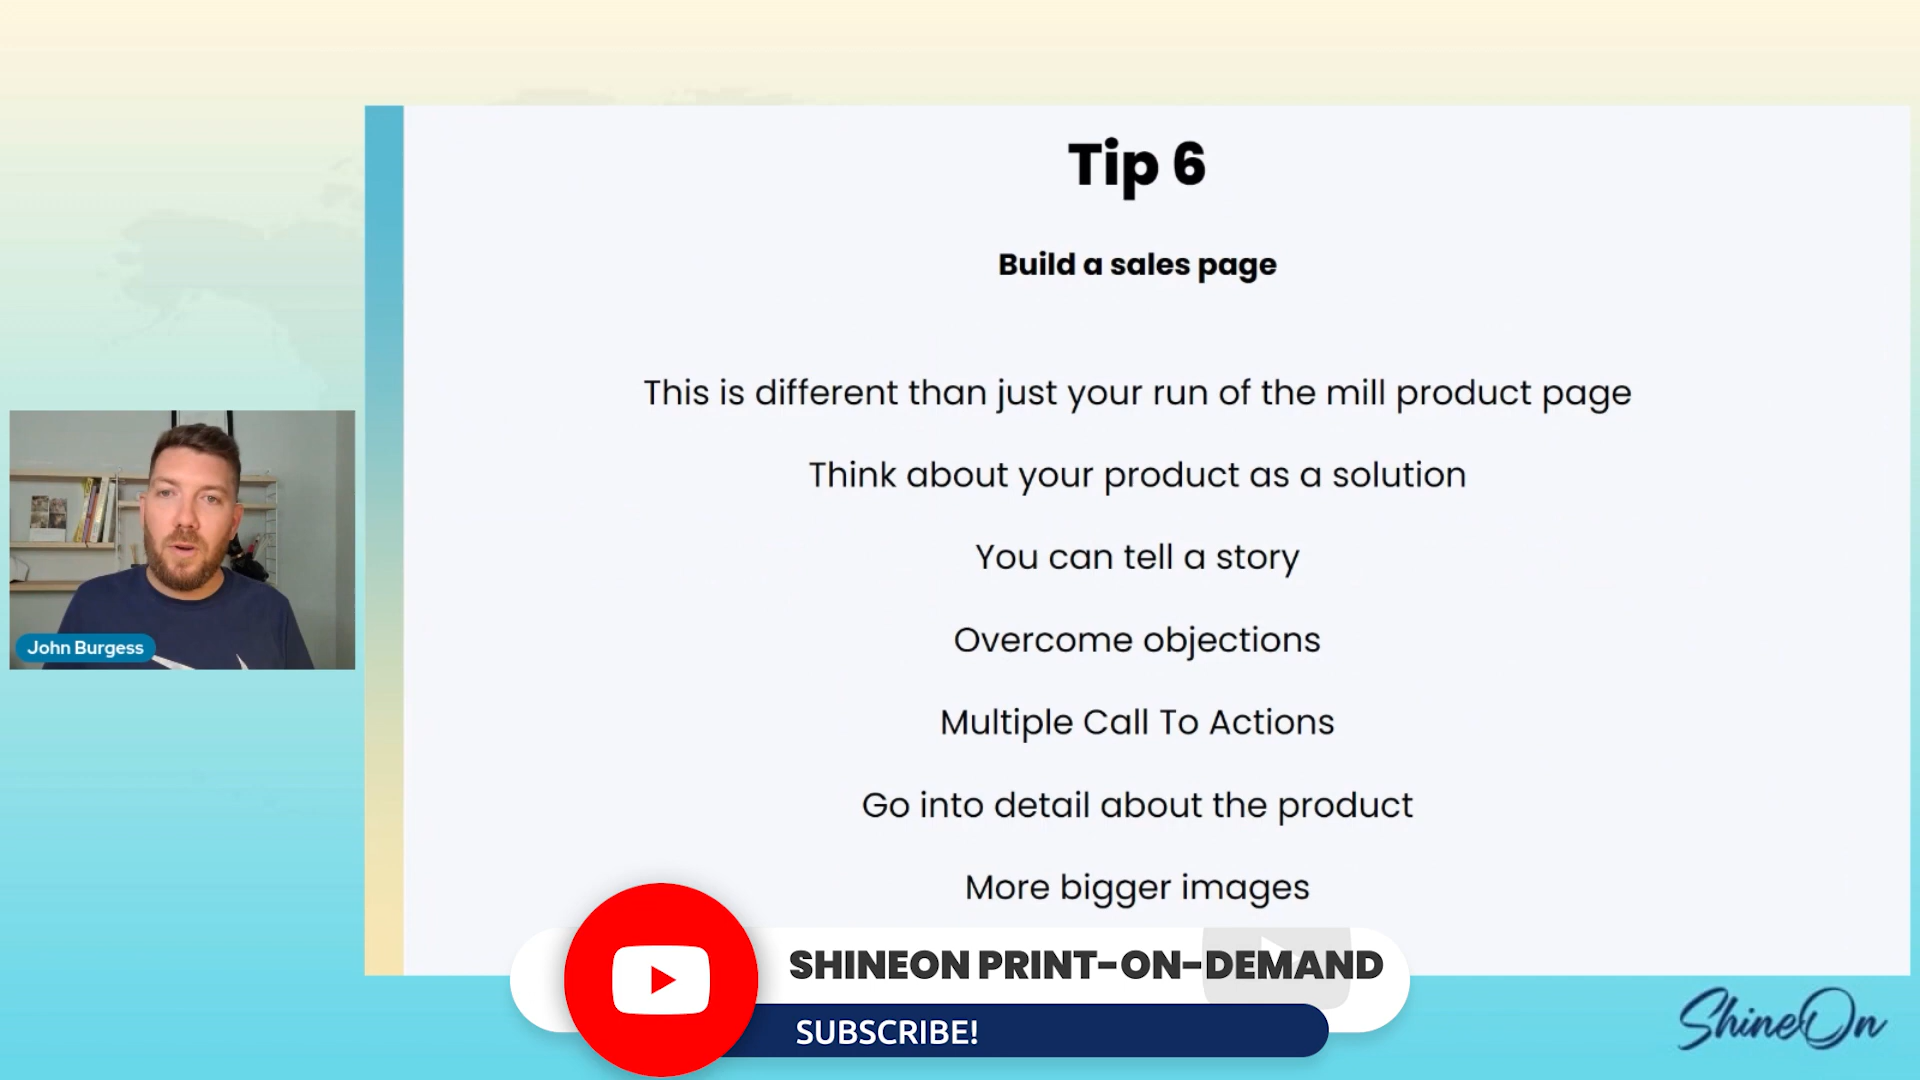 Tip 6
Build a sales page
This is different than just your run of the mill product page
Think about your product as a solution
You can tell a story
Overcome objections
Multiple Call To Actions
Go into detail about the product
More bigger images
John Burgess
SHINEON PRINT-ON-DEMAND
SUBSCRIBE!
ShineOn